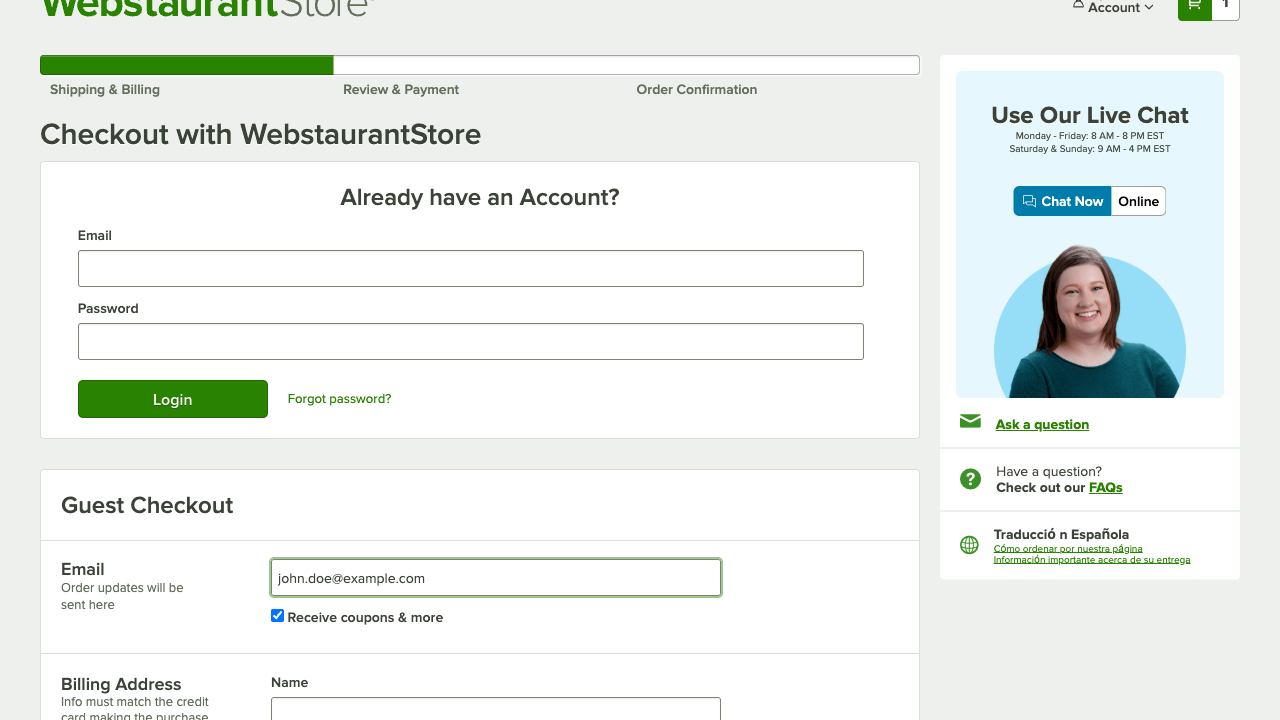 WebstaurantStore
Account
1
Shipping & Billing
Review & Payment
Order Confirmation
Checkout with WebstaurantStore
Already have an Account?
Email
Password
Login
Forgot password?
Guest Checkout
Email
Order updates will be
sent here
john.doe@example.com
Receive coupons & more
Billing Address
Info must match the credit
card making the purchase
Name
Use Our Live Chat
Monday - Friday: 8 AM - 8 PM EST
Saturday & Sunday: 9 AM - 4 PM EST
Chat Now
Online
Ask a question
Have a question?
Check out our FAQs
Traducció n Española
Cómo ordenar por nuestra página
Información importante acerca de su entrega